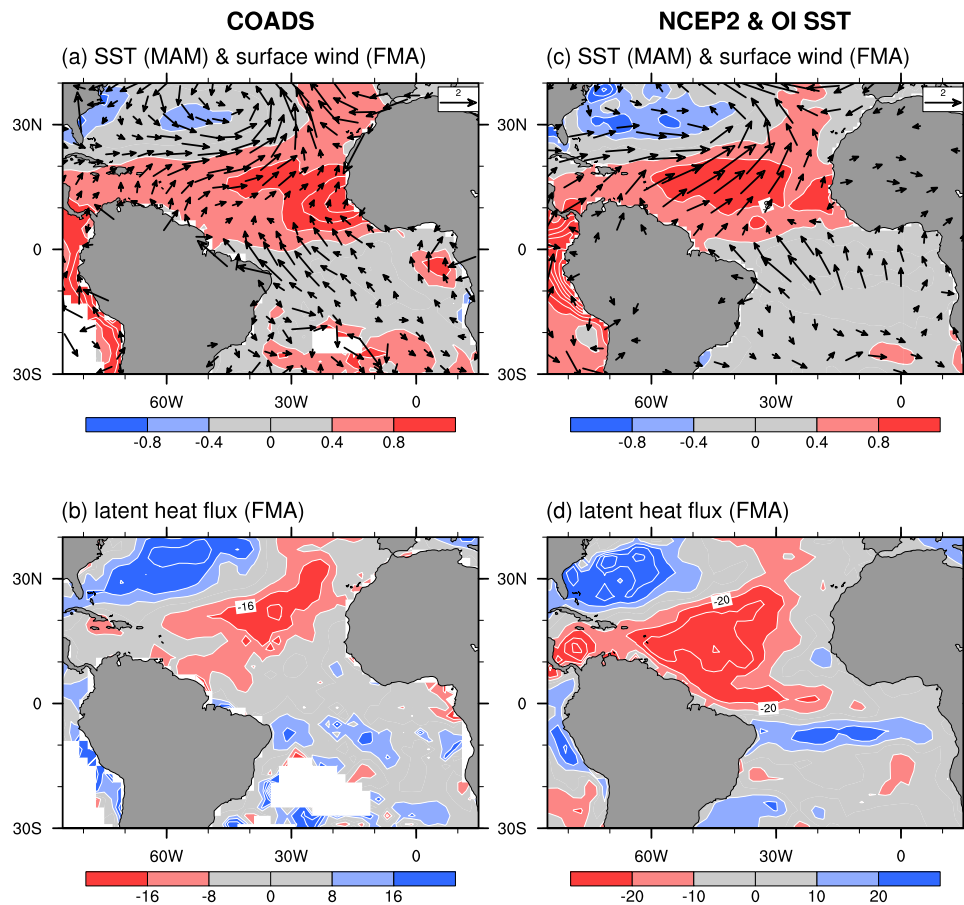 COADS
NCEP2 & OI SST
(a) SST (MAM) & surface wind (FMA)
(c) SST (MAM) & surface wind (FMA)
2
2
30N
30N
0
0
30S
30S
60W 30W 0
60W 30W 0
-0.8 -0.4 0 0.4 0.8
-0.8 -0.4 0 0.4 0.8
(b) latent heat flux (FMA)
(d) latent heat flux (FMA)
30N
30N
-16
-20
0
0
-20
30S
30S
60W 30W 0
60W 30W 0
-16 -8 0 8 16
-20 -10 0 10 20